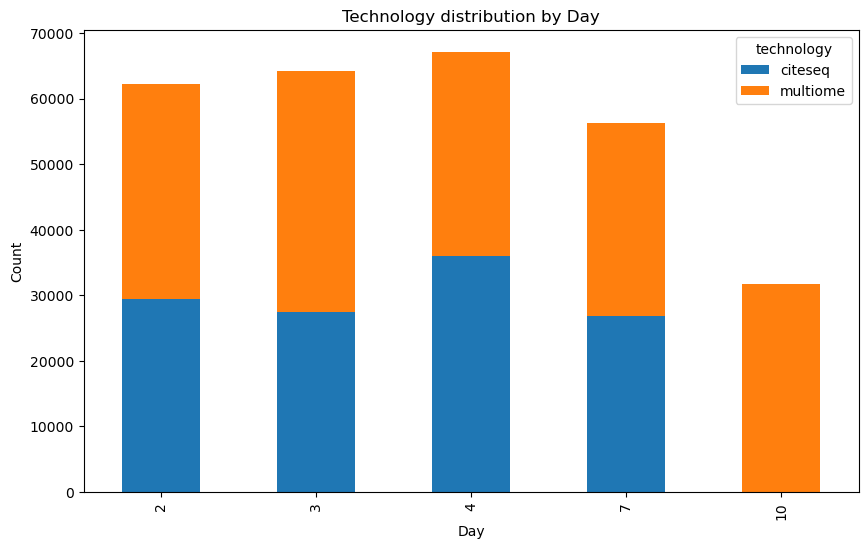 Technology distribution by Day
technology
citeseq
multiome
70000
60000
50000
40000
30000
20000
10000
0
Count
2
3
4
7
10
Day